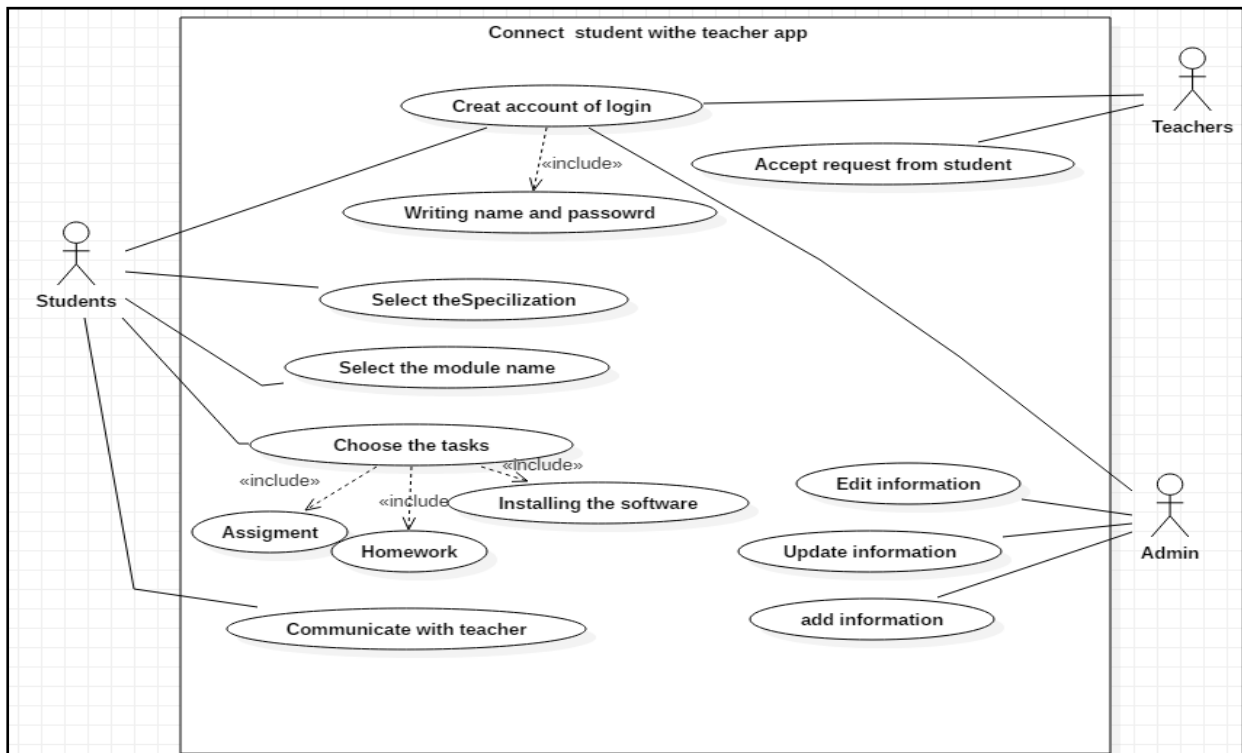 Connect student withe teacher app
Creat account of login
Teachers
«include»
Accept request from student
Writing name and passowrd
Students
Select theSpecilization
Select the module name
Choose the tasks
«include»
«include»
«include
Edit information
Installing the software
Assigment
Homework
Update information
Admin
add information
Communicate with teacher